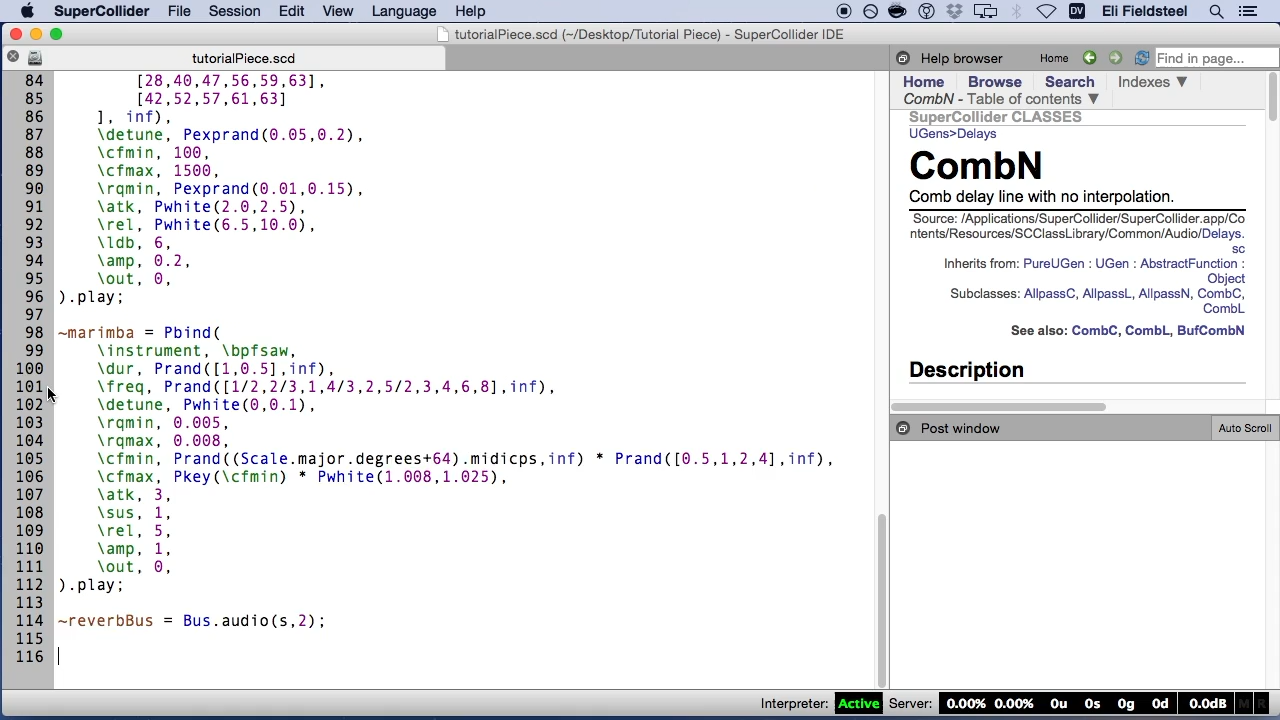 SuperCollider File Session Edit View Language Help DV Eli Fieldsteel
tutorialPiece.scd (~/Desktop/Tutorial Piece) - SuperCollider IDE
tutorialPiece.scd
84 [28,40,47,56,59,63],
85 [42,52,57,61,63]
86 ], inf),
87 \detune, Pexprand(0.05,0.2),
88 \cfmin, 100,
89 \cfmax, 1500,
90 \rqmin, Pexprand(0.01,0.15),
91 \atk, Pwhite(2.0,2.5),
92 \rel, Pwhite(6.5,10.0),
93 \ldb, 6,
94 \amp, 0.2,
95 \out, 0,
96 ).play;
97
98 ~marimba = Pbind(
99 \instrument, \bpfsaw,
100 \dur, Prand([1,0.5],inf),
101 \freq, Prand([1/2,2/3,1,4/3,2,5/2,3,4,6,8],inf),
102 \detune, Pwhite(0,0.1),
103 \rqmin, 0.005,
104 \rqmax, 0.008,
105 \cfmin, Prand((Scale.major.degrees+64).midicps,inf) * Prand([0.5,1,2,4],inf),
106 \cfmax, Pkey(\cfmin) * Pwhite(1.008,1.025),
107 \atk, 3,
108 \sus, 1,
109 \rel, 5,
110 \amp, 1,
111 \out, 0,
112 ).play;
113
114 ~reverbBus = Bus.audio(s,2);
115
116
Help browser Home Find in page...
Home Browse Search Indexes ▼
CombN - Table of contents ▼
SuperCollider CLASSES
UGens>Delays
CombN
Comb delay line with no interpolation.
Source: /Applications/SuperCollider/SuperCollider.app/Co
ntents/Resources/SCClassLibrary/Common/Audio/Delays.
sc
Inherits from: PureUGen : UGen : AbstractFunction :
Object
Subclasses: AllpassC, AllpassL, AllpassN, CombC,
CombL
See also: CombC, CombL, BufCombN
Description
Post window Auto Scroll
Interpreter: Active Server: 0.00% 0.00% 0u 0s 0g 0d 0.0dB M R